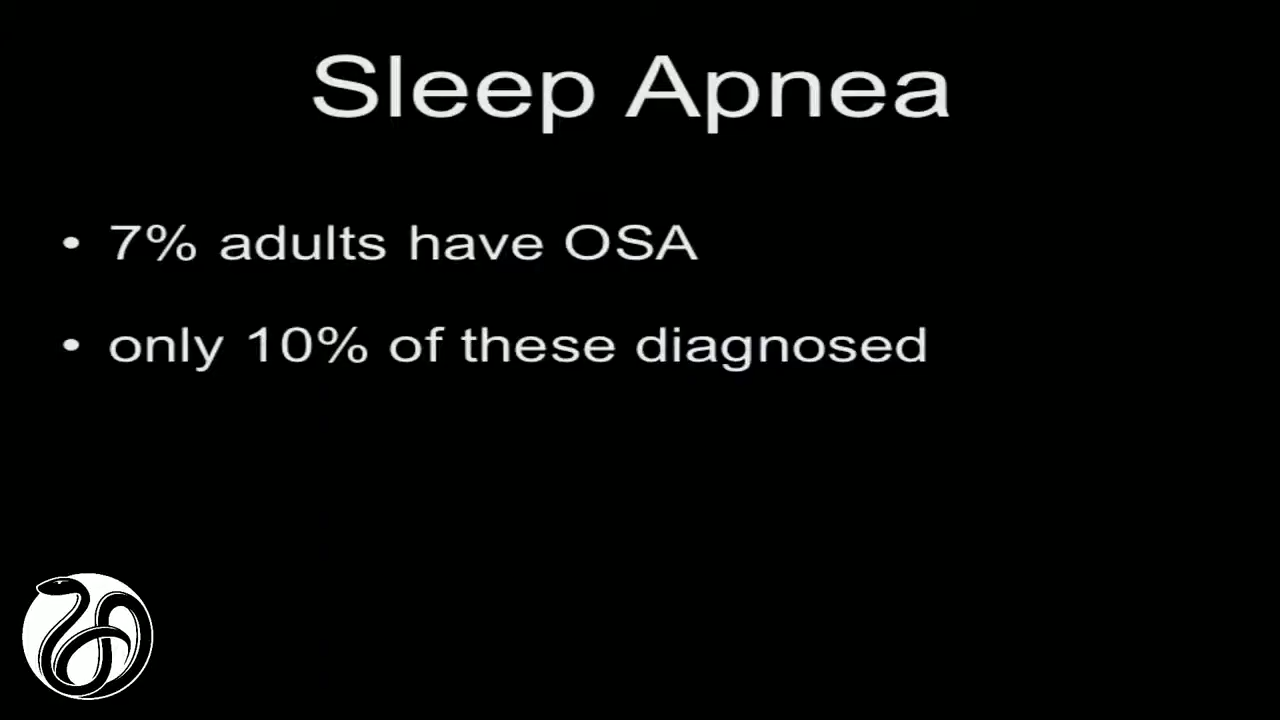 Sleep Apnea
• 7% adults have OSA
• only 10% of these diagnosed